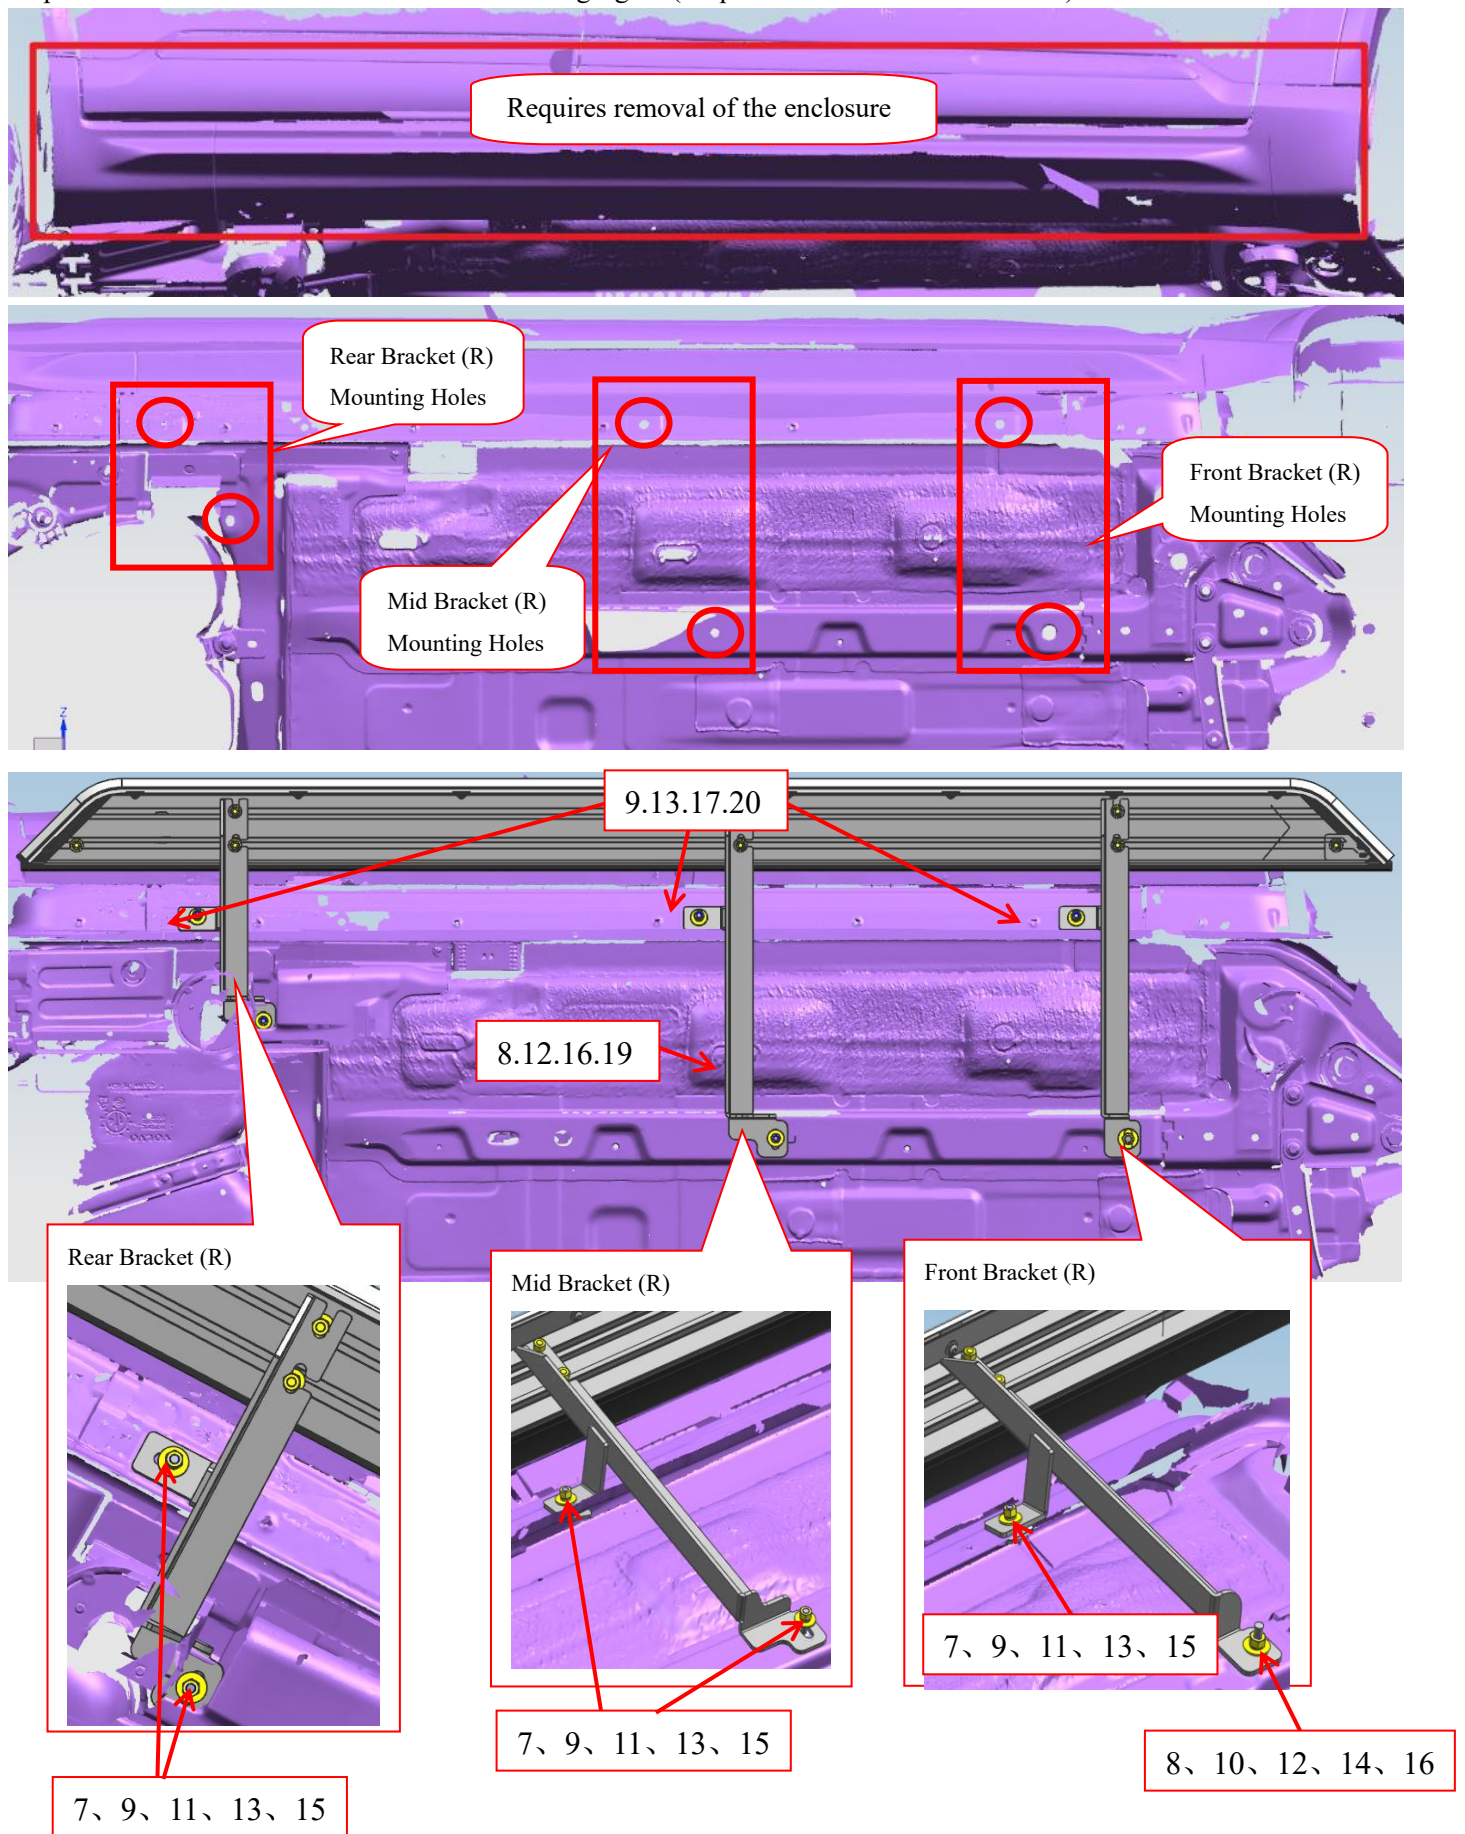 Requires removal of the enclosure
Rear Bracket (R)
Mounting Holes
Front Bracket (R)
Mounting Holes
Mid Bracket (R)
Mounting Holes
Z
9.13.17.20
8.12.16.19
Rear Bracket (R)
Mid Bracket (R)
Front Bracket (R)
7、9、11、13、15
7、9、11、13、15
7、9、11、13、15
8、10、12、14、16